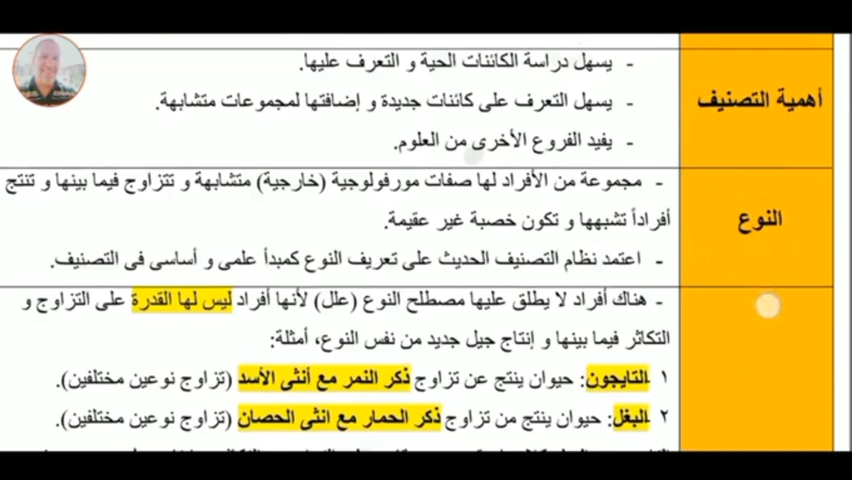 أهمية التصنيف
- يسهل دراسة الكائنات الحية و التعرف عليها.
- يسهل التعرف على كائنات جديدة و إضافتها لمجموعات متشابهة.
- يفيد الفروع الأخرى من العلوم.
النوع
- مجموعة من الأفراد لها صفات مورفولوجية (خارجية) متشابهة و تتزاوج فيما بينها و تنتج
أفراداً تشبهها و تكون خصبة غير عقيمة.
- اعتمد نظام التصنيف الحديث على تعريف النوع كمبدأ علمى و أساسى فى التصنيف.
- هناك أفراد لا يطلق عليها مصطلح النوع (علل) لأنها أفراد ليس لها القدرة على التزاوج و
التكاثر فيما بينها و إنتاج جيل جديد من نفس النوع، أمثلة:
١ التايجون: حيوان ينتج عن تزاوج ذكر النمر مع أنثى الأسد (تزاوج نوعين مختلفين).
٢ البغل: حيوان ينتج من تزاوج ذكر الحمار مع انثى الحصان (تزاوج نوعين مختلفين).